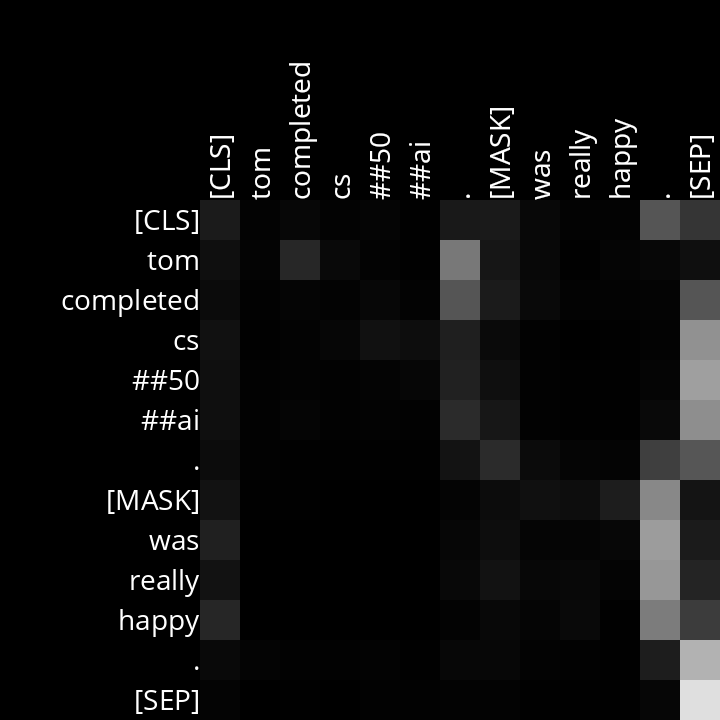 [CLS] tom completed cs ##50 ##ai . [MASK] was really happy . [SEP]
[CLS]
tom
completed
cs
##50
##ai
.
[MASK]
was
really
happy
.
[SEP]